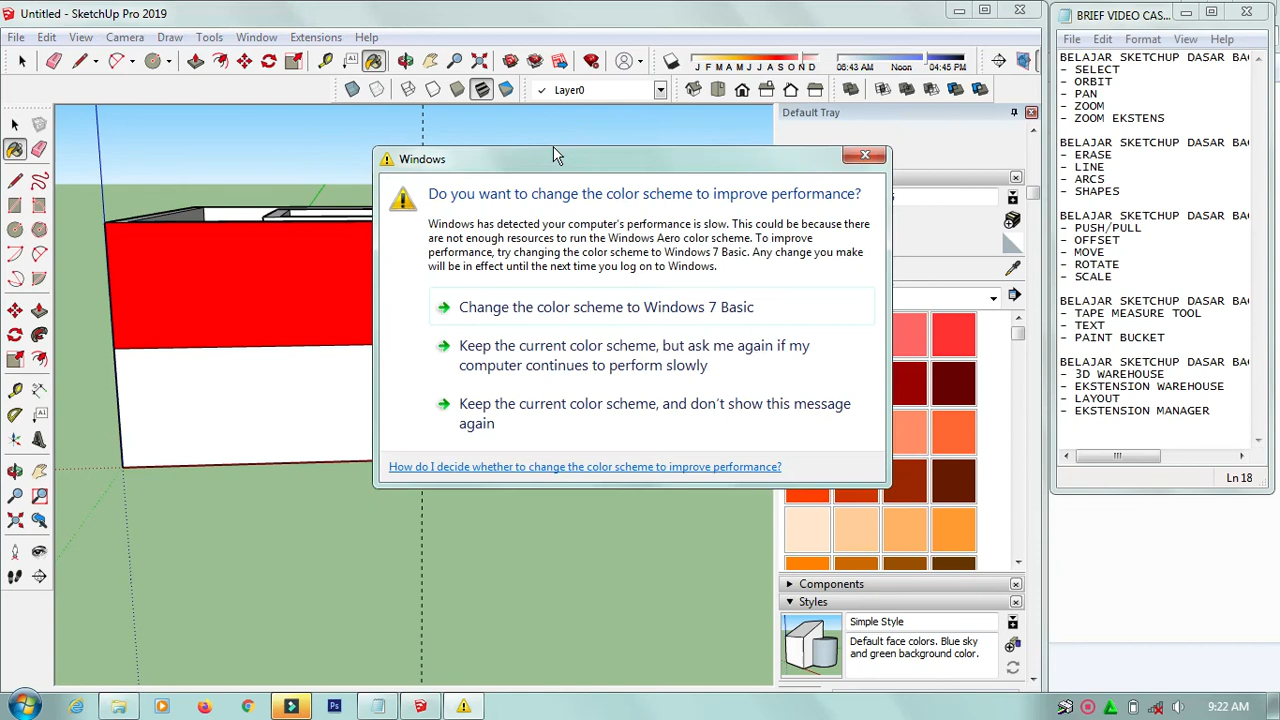 Untitled - SketchUp Pro 2019
File Edit View Camera Draw Tools Window Extensions Help
J F M A M J J A S O N D
08:43 AM Noon 04:45 PM
Layer0
Default Tray
Windows
Do you want to change the color scheme to improve performance?
Windows has detected your computer's performance is slow. This could be because there
are not enough resources to run the Windows Aero color scheme. To improve
performance, try changing the color scheme to Windows 7 Basic. Any change you make
will be in effect until the next time you log on to Windows.
Change the color scheme to Windows 7 Basic
Keep the current color scheme, but ask me again if my
computer continues to perform slowly
Keep the current color scheme, and don't show this message
again
How do I decide whether to change the color scheme to improve performance?
Components
Styles
Simple Style
Default face colors. Blue sky
and green background color.
BRIEF VIDEO CAS...
File Edit Format View Help
BELAJAR SKETCHUP DASAR
- SELECT
- ORBIT
- PAN
- ZOOM
- ZOOM EKSTENS
BELAJAR SKETCHUP DASAR
- ERASE
- LINE
- ARCS
- SHAPES
BELAJAR SKETCHUP DASAR
- PUSH/PULL
- OFFSET
- MOVE
- ROTATE
- SCALE
BELAJAR SKETCHUP DASAR
- TAPE MEASURE TOOL
- TEXT
- PAINT BUCKET
BELAJAR SKETCHUP DASAR
- 3D WAREHOUSE
- EKSTENSION WAREHOUSE
- LAYOUT
- EKSTENSION MANAGER
Ln 18
Ps
9:22 AM